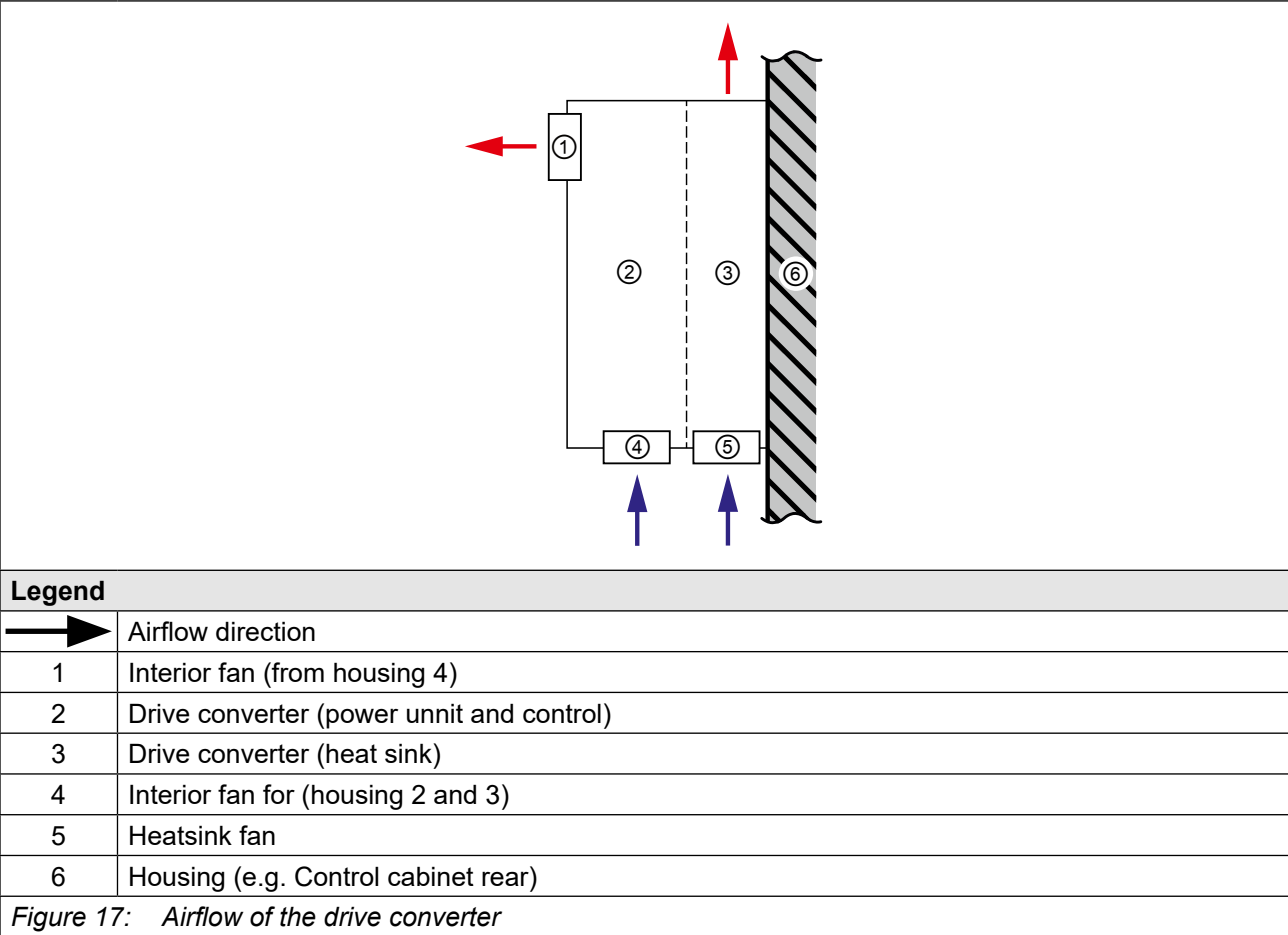 ①
②
③
⑥
④
⑤
Legend
Airflow direction
1 Interior fan (from housing 4)
2 Drive converter (power unnit and control)
3 Drive converter (heat sink)
4 Interior fan for (housing 2 and 3)
5 Heatsink fan
6 Housing (e.g. Control cabinet rear)
Figure 17: Airflow of the drive converter